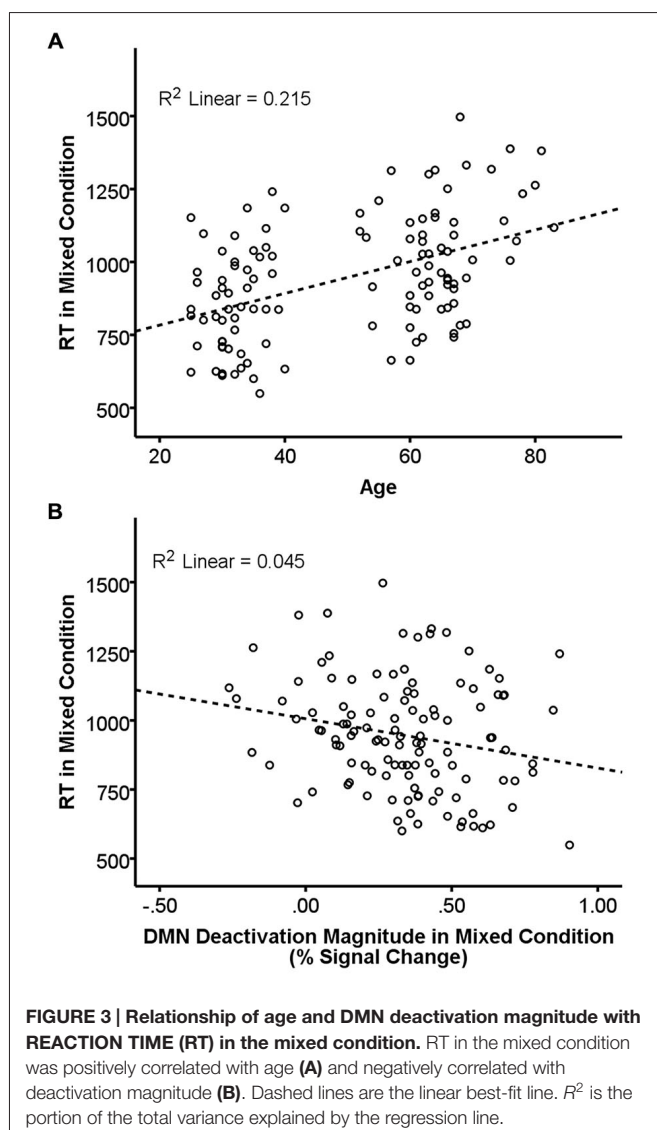 A
R² Linear = 0.215
1500
1250
1000
750
500
RT in Mixed Condition
20 40 60 80
Age
B
R² Linear = 0.045
1500
1250
1000
750
500
RT in Mixed Condition
-.50 .00 .50 1.00
DMN Deactivation Magnitude in Mixed Condition
(% Signal Change)
FIGURE 3 | Relationship of age and DMN deactivation magnitude with
REACTION TIME (RT) in the mixed condition. RT in the mixed condition
was positively correlated with age (A) and negatively correlated with
deactivation magnitude (B). Dashed lines are the linear best-fit line. R² is the
portion of the total variance explained by the regression line.